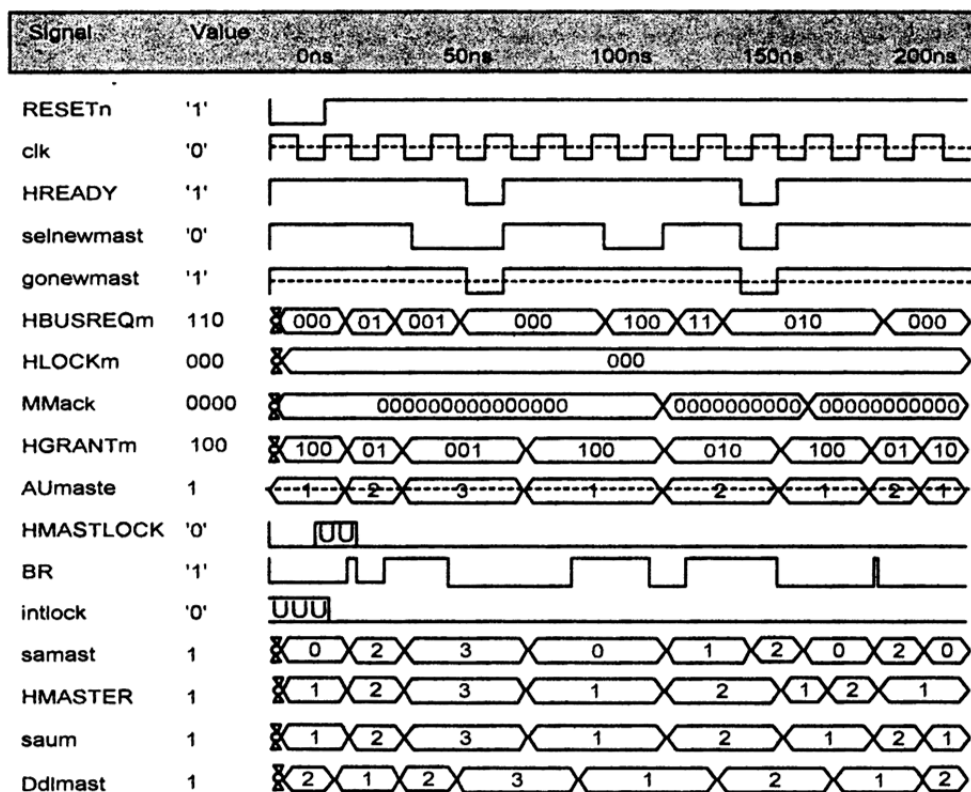 Signal Value
0ns 50ns 100ns 150ns 200ns
RESETn '1'
clk '0'
HREADY '1'
selnewmast '0'
gonewmast '1'
HBUSREQm 110 000 01 001 000 100 11 010 000
HLOCKm 000 000
MMack 0000 000000000000000 0000000000 00000000000
HGRANTm 100 100 01 001 100 010 100 01 10
AUmaste 1 1 2 3 1 2 1 2 1
HMASTLOCK '0' UU
BR '1'
intlock '0' UUU
samast 1 0 2 3 0 1 2 0 2 0
HMASTER 1 1 2 3 1 2 1 2 1
saum 1 1 2 3 1 2 1 2 1
Ddlmast 1 2 1 2 3 1 2 1 2